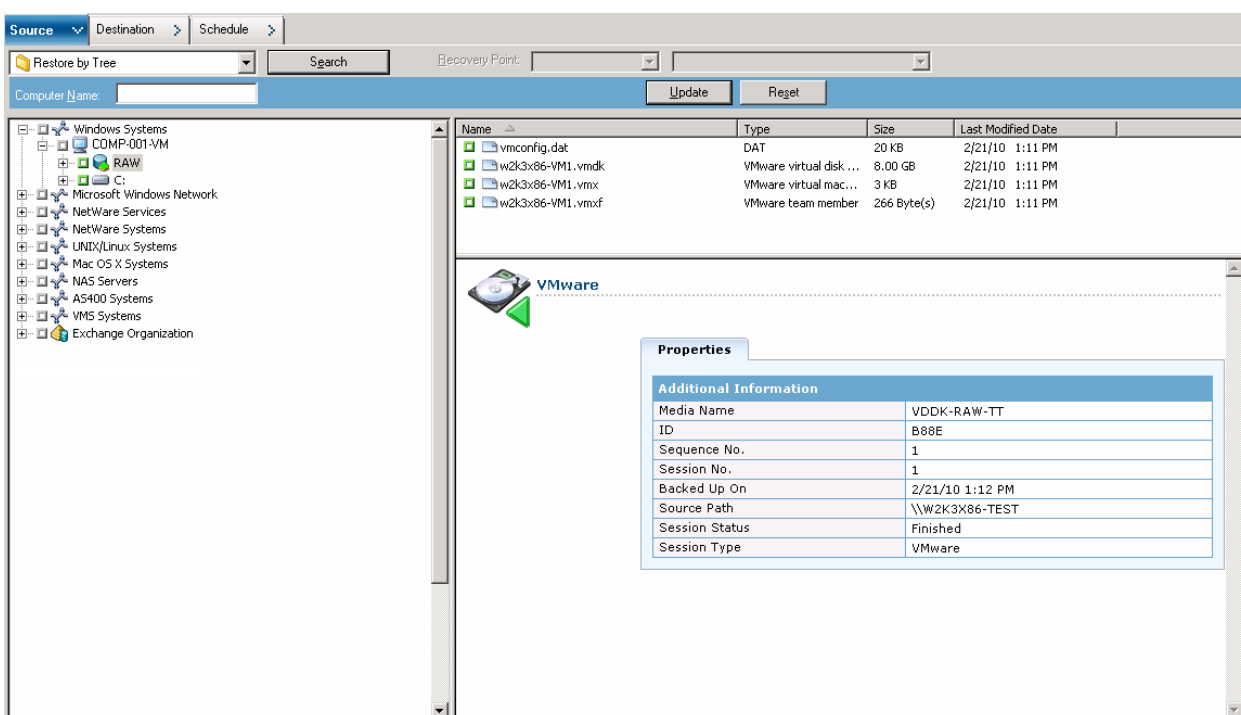 Source Destination Schedule
Restore by Tree Search Recovery Point:
Computer Name: Update Reset
Windows Systems
COMP-001-VM
RAW
C:
Microsoft Windows Network
NetWare Services
NetWare Systems
UNIX/Linux Systems
Mac OS X Systems
NAS Servers
AS400 Systems
VMS Systems
Exchange Organization
Name Type Size Last Modified Date
vmconfig.dat DAT 20 KB 2/21/10 1:11 PM
w2k3x86-VM1.vmdk VMware virtual disk ... 8.00 GB 2/21/10 1:11 PM
w2k3x86-VM1.vmx VMware virtual mac... 3 KB 2/21/10 1:11 PM
w2k3x86-VM1.vmxf VMware team member 266 Byte(s) 2/21/10 1:11 PM
VMware
Properties
Additional Information
Media Name VDDK-RAW-TT
ID B88E
Sequence No. 1
Session No. 1
Backed Up On 2/21/10 1:12 PM
Source Path \\W2K3X86-TEST
Session Status Finished
Session Type VMware